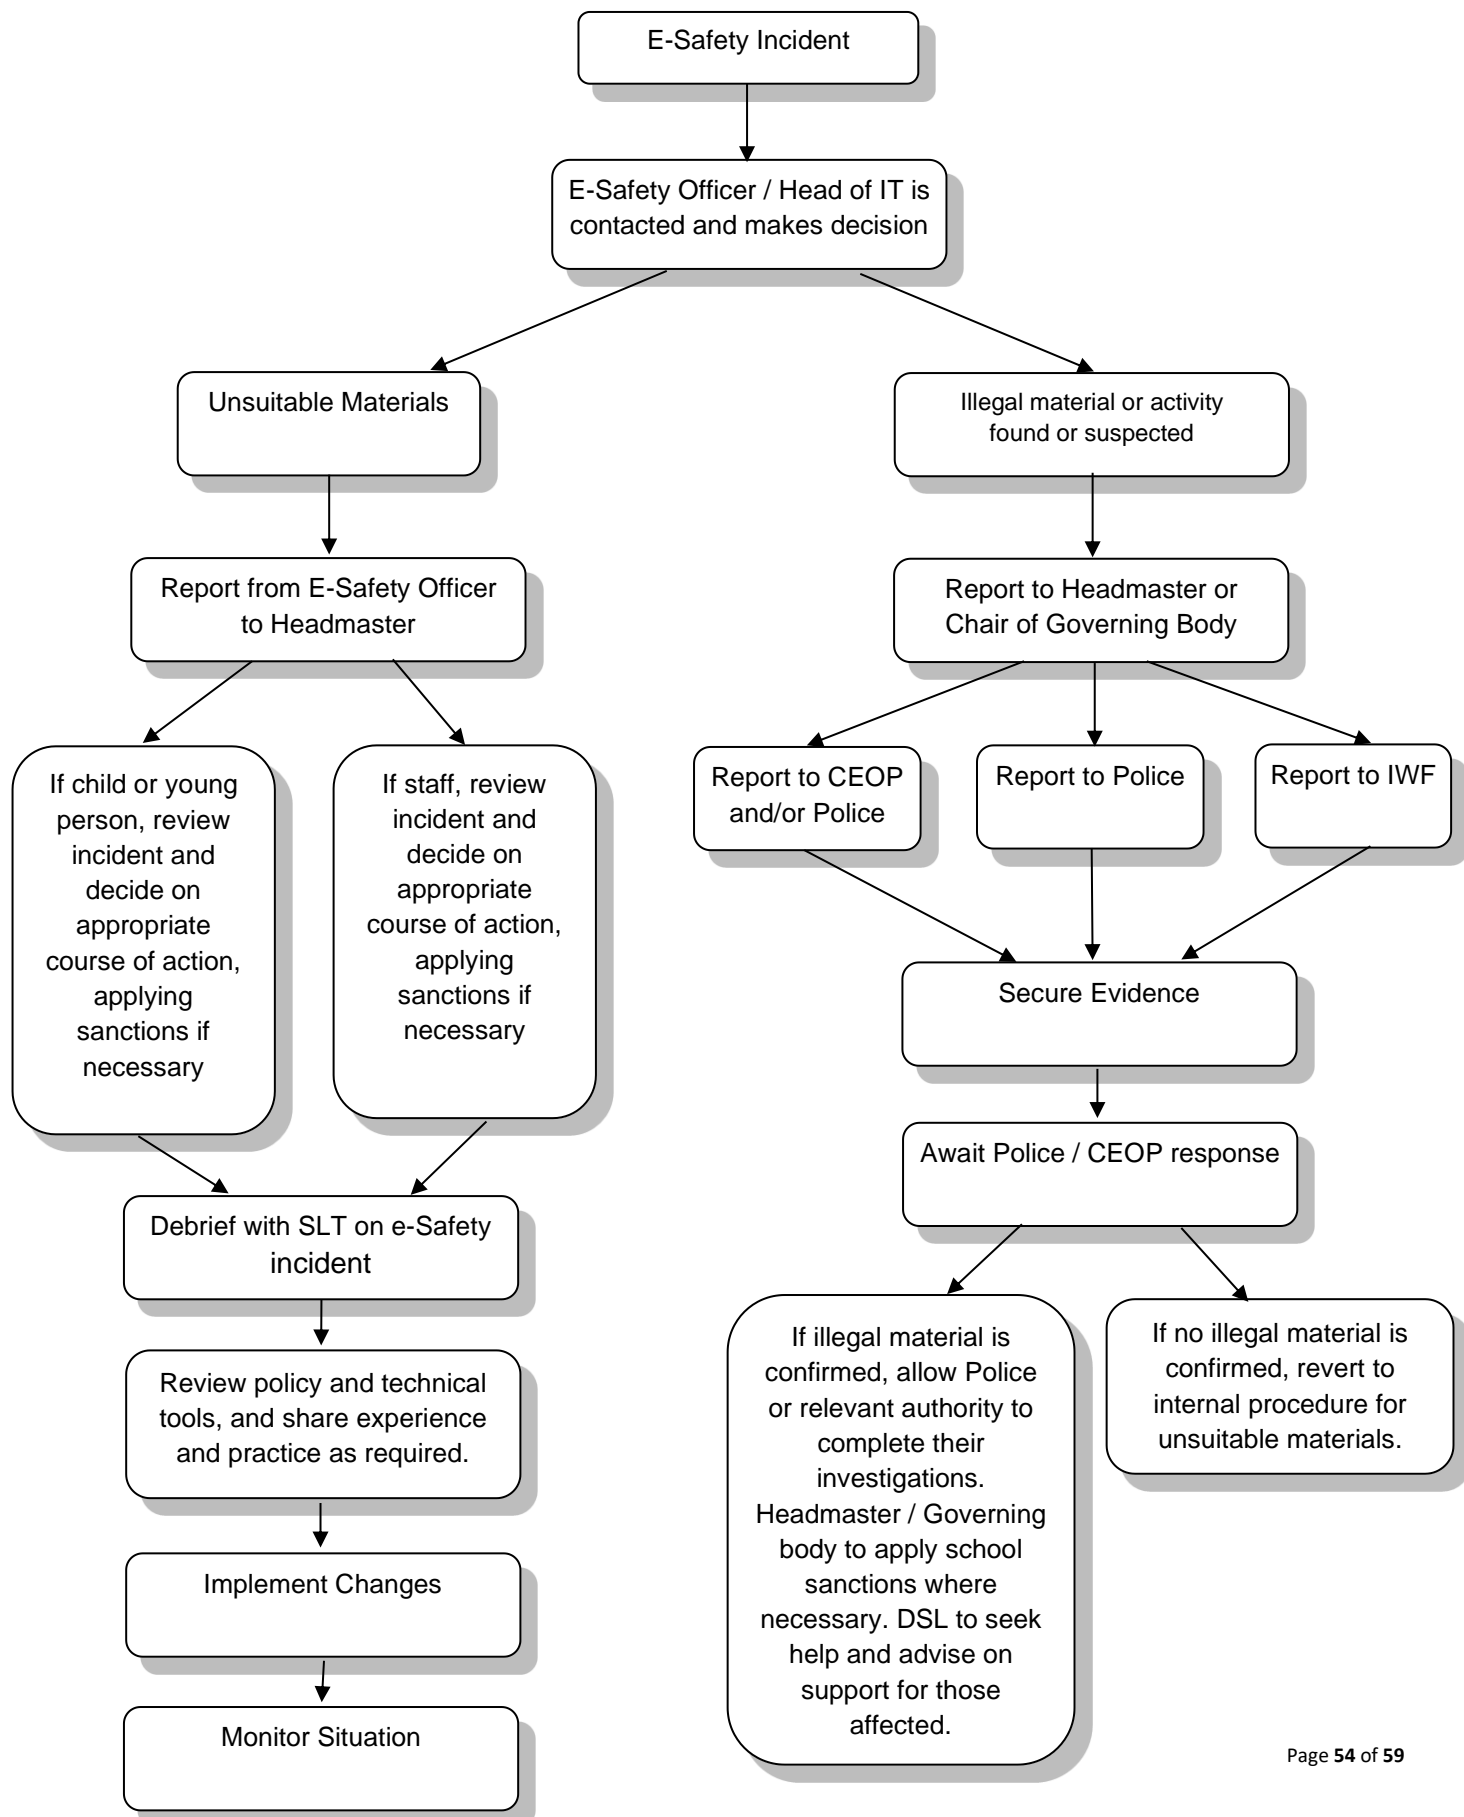 E-Safety Incident
E-Safety Officer / Head of IT is
contacted and makes decision
Unsuitable Materials
Illegal material or activity
found or suspected
Report from E-Safety Officer
to Headmaster
Report to Headmaster or
Chair of Governing Body
If child or young
person, review
incident and
decide on
appropriate
course of action,
applying
sanctions if
necessary
If staff, review
incident and
decide on
appropriate
course of action,
applying
sanctions if
necessary
Report to CEOP
and/or Police
Report to Police
Report to IWF
Secure Evidence
Await Police / CEOP response
Debrief with SLT on e-Safety
incident
Review policy and technical
tools, and share experience
and practice as required.
Implement Changes
Monitor Situation
If illegal material is
confirmed, allow Police
or relevant authority to
complete their
investigations.
Headmaster / Governing
body to apply school
sanctions where
necessary. DSL to seek
help and advise on
support for those
affected.
If no illegal material is
confirmed, revert to
internal procedure for
unsuitable materials.
Page 54 of 59